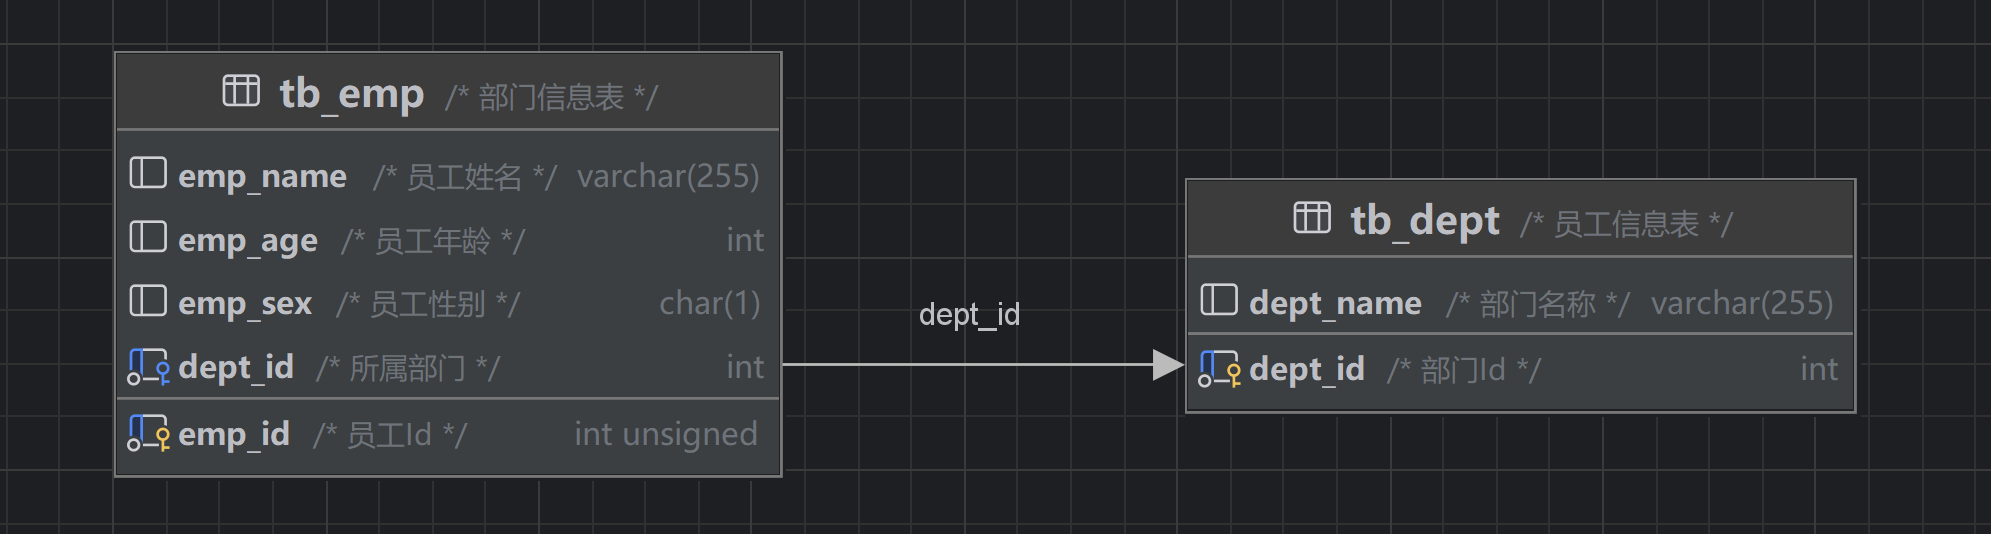 tb_emp /* 部门信息表 */
emp_name /* 员工姓名 */ varchar(255)
emp_age /* 员工年龄 */ int
emp_sex /* 员工性别 */ char(1)
dept_id /* 所属部门 */ int
emp_id /* 员工Id */ int unsigned
dept_id
tb_dept /* 员工信息表 */
dept_name /* 部门名称 */ varchar(255)
dept_id /* 部门Id */ int